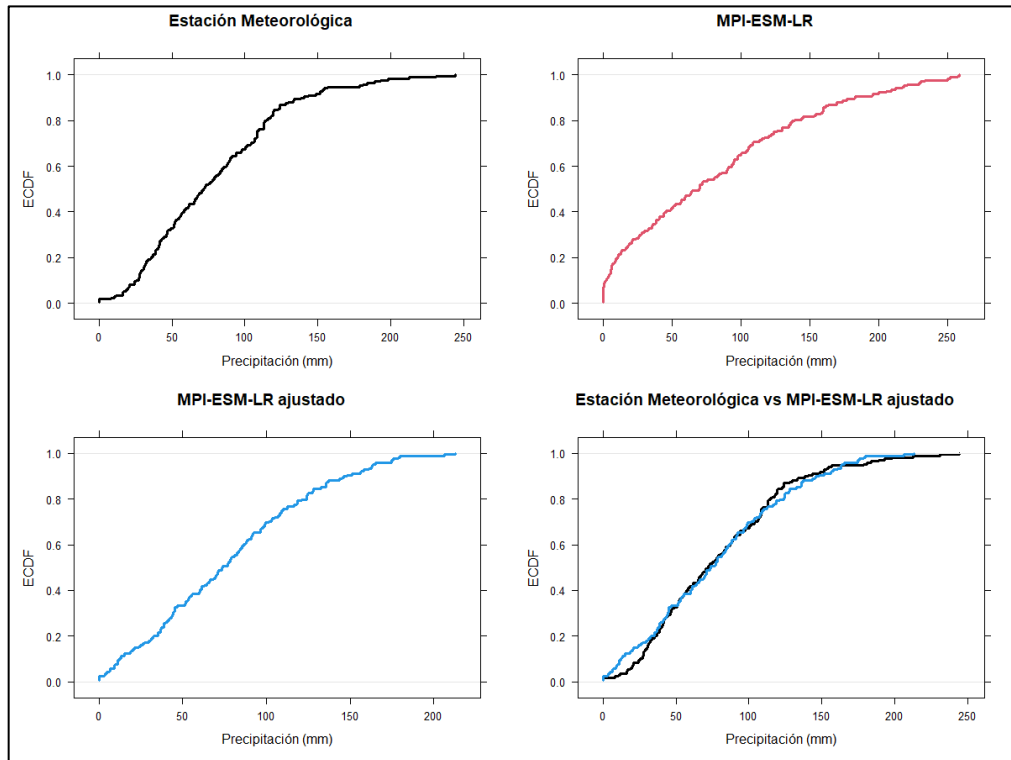 Estación Meteorológica
1.0
0.8
0.6
0.4
0.2
0.0
ECDF
0 50 100 150 200 250
Precipitación (mm)
MPI-ESM-LR
1.0
0.8
0.6
0.4
0.2
0.0
ECDF
0 50 100 150 200 250
Precipitación (mm)
MPI-ESM-LR ajustado
1.0
0.8
0.6
0.4
0.2
0.0
ECDF
0 50 100 150 200
Precipitación (mm)
Estación Meteorológica vs MPI-ESM-LR ajustado
1.0
0.8
0.6
0.4
0.2
0.0
ECDF
0 50 100 150 200 250
Precipitación (mm)